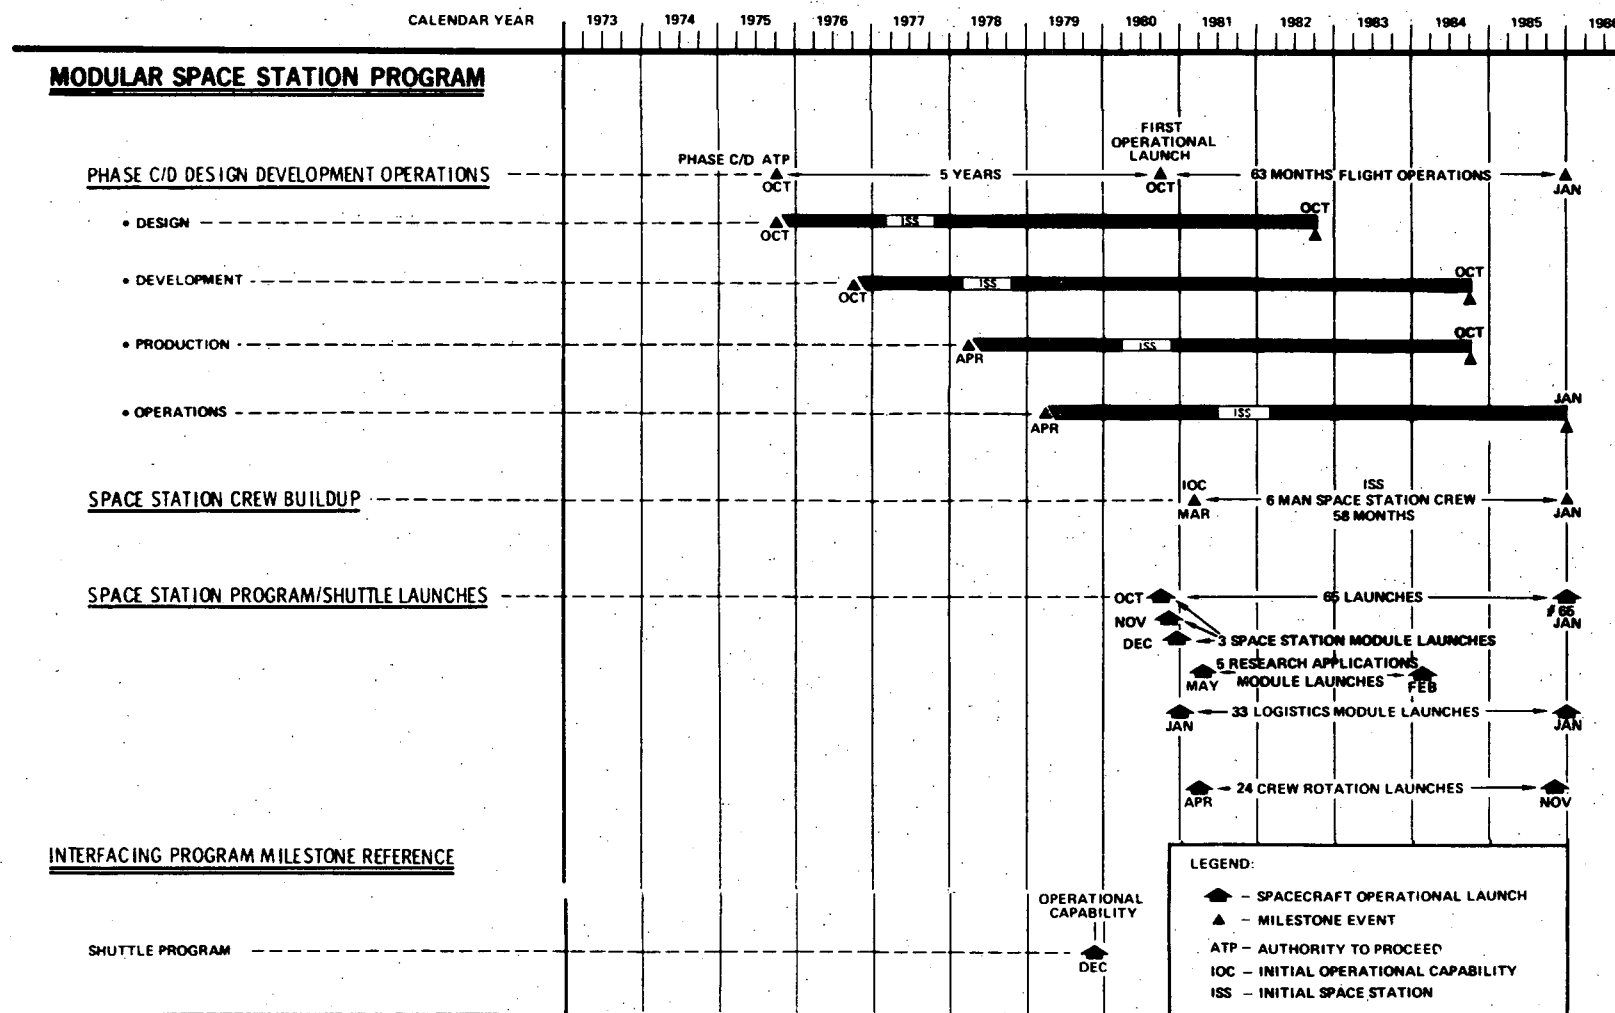 CALENDAR YEAR 1973 1974 1975 1976 1977 1978 1979 1980 1981 1982 1983 1984 1985 1986
MODULAR SPACE STATION PROGRAM
FIRST
OPERATIONAL
LAUNCH
PHASE C/D ATP
PHASE C/D DESIGN DEVELOPMENT OPERATIONS 5 YEARS 63 MONTHS FLIGHT OPERATIONS
OCT OCT JAN
OCT
• DESIGN ISS
OCT
OCT
• DEVELOPMENT ISS
OCT
OCT
• PRODUCTION ISS
APR
JAN
• OPERATIONS ISS
APR
IOC ISS
SPACE STATION CREW BUILDUP 6 MAN SPACE STATION CREW
MAR 58 MONTHS JAN
SPACE STATION PROGRAM/SHUTTLE LAUNCHES OCT 65 LAUNCHES
#65
NOV JAN
DEC 3 SPACE STATION MODULE LAUNCHES
5 RESEARCH APPLICATIONS
MODULE LAUNCHES
MAY FEB
33 LOGISTICS MODULE LAUNCHES
JAN JAN
24 CREW ROTATION LAUNCHES
APR NOV
INTERFACING PROGRAM MILESTONE REFERENCE
OPERATIONAL
CAPABILITY
SHUTTLE PROGRAM
DEC
LEGEND:
– SPACECRAFT OPERATIONAL LAUNCH
– MILESTONE EVENT
ATP – AUTHORITY TO PROCEED
IOC – INITIAL OPERATIONAL CAPABILITY
ISS – INITIAL SPACE STATION